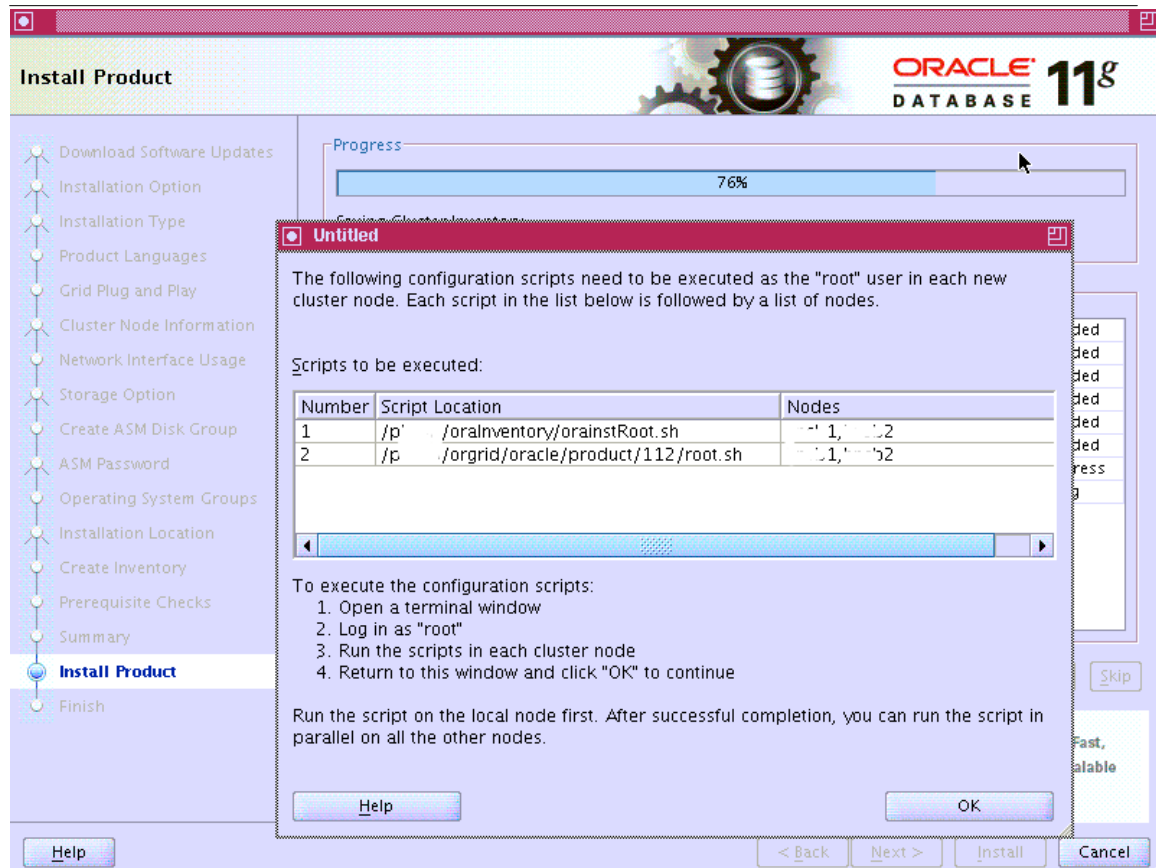 Install Product
ORACLE
DATABASE
11g
Download Software Updates
Installation Option
Installation Type
Product Languages
Grid Plug and Play
Cluster Node Information
Network Interface Usage
Storage Option
Create ASM Disk Group
ASM Password
Operating System Groups
Installation Location
Create Inventory
Prerequisite Checks
Summary
Install Product
Finish
Progress
76%
Untitled
The following configuration scripts need to be executed as the "root" user in each new
cluster node. Each script in the list below is followed by a list of nodes.
Scripts to be executed:
Number Script Location Nodes
1 /oraInventory/orainstRoot.sh
2 /orgrid/oracle/product/112/root.sh
To execute the configuration scripts:
1. Open a terminal window
2. Log in as "root"
3. Run the scripts in each cluster node
4. Return to this window and click "OK" to continue
Run the script on the local node first. After successful completion, you can run the script in
parallel on all the other nodes.
Help OK
Skip
Fast,
Help < Back Next > Install Cancel